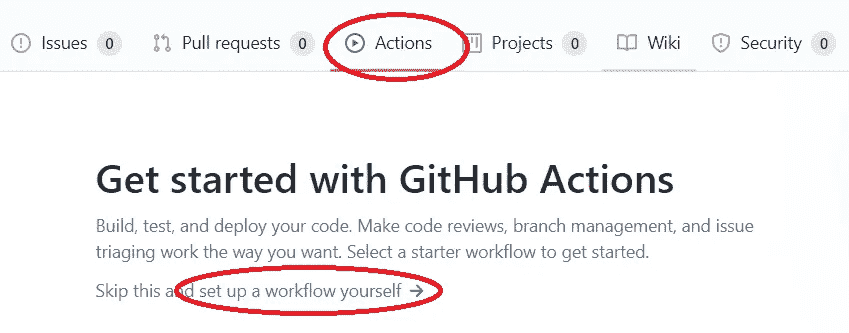 Issues 0 Pull requests 0 Actions Projects 0 Wiki Security 0
Get started with GitHub Actions
Build, test, and deploy your code. Make code reviews, branch management, and issue
triaging work the way you want. Select a starter workflow to get started.
Skip this and set up a workflow yourself →